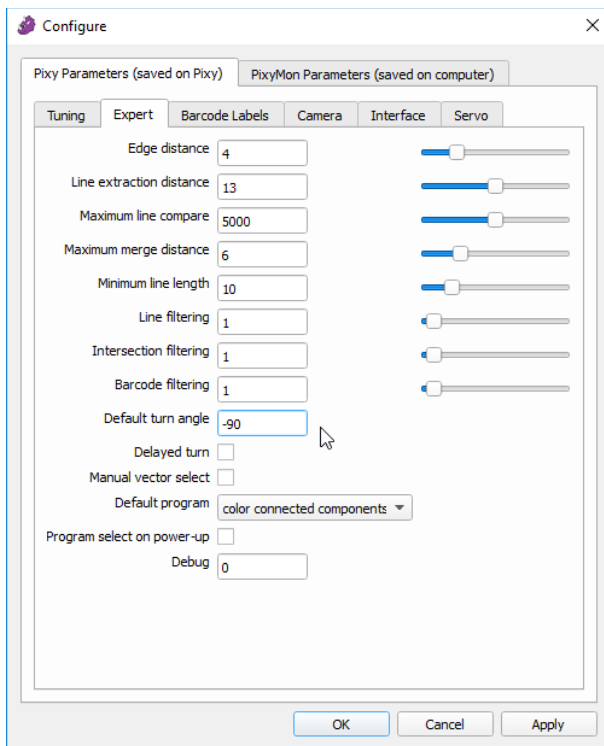 Configure
Pixy Parameters (saved on Pixy) PixyMon Parameters (saved on computer)
Tuning Expert Barcode Labels Camera Interface Servo
Edge distance 4
Line extraction distance 13
Maximum line compare 5000
Maximum merge distance 6
Minimum line length 10
Line filtering 1
Intersection filtering 1
Barcode filtering 1
Default turn angle -90
Delayed turn
Manual vector select
Default program color connected components
Program select on power-up
Debug 0
OK Cancel Apply